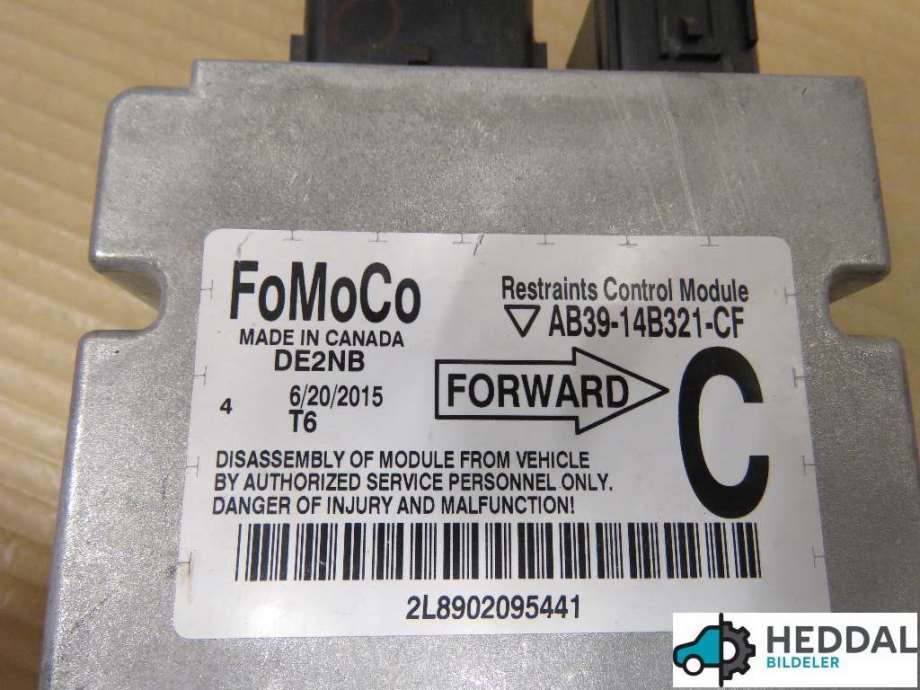 FoMoCo
MADE IN CANADA
DE2NB
6/20/2015
4
T6
Restraints Control Module
AB39-14B321-CF
FORWARD
C
DISASSEMBLY OF MODULE FROM VEHICLE
BY AUTHORIZED SERVICE PERSONNEL ONLY.
DANGER OF INJURY AND MALFUNCTION!
2L8902095441
HEDDAL
BILDELER